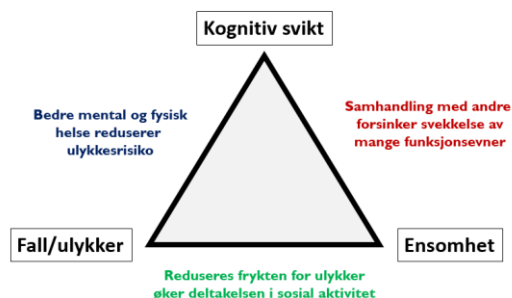 Kognitiv svikt
Bedre mental og fysisk
helse reduserer
ulykkesrisiko
Samhandling med andre
forsinker svekkelse av
mange funksjonsevner
Fall/ulykker
Ensomhet
Reduseres frykten for ulykker
øker deltakelsen i sosial aktivitet